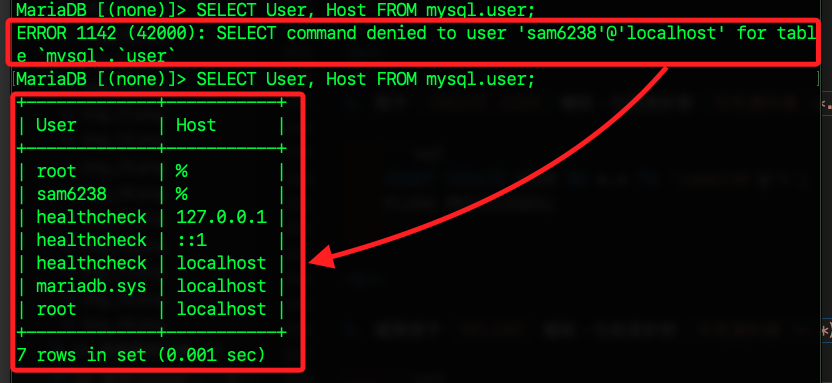 MariaDB [(none)]> SELECT User, Host FROM mysql.user;
ERROR 1142 (42000): SELECT command denied to user 'sam6238'@'localhost' for tabl
e `mysql`.`user`
MariaDB [(none)]> SELECT User, Host FROM mysql.user;
+-------------+-----------+
| User        | Host      |
+-------------+-----------+
| root        | %         |
| sam6238     | %         |
| healthcheck | 127.0.0.1 |
| healthcheck | ::1       |
| healthcheck | localhost |
| mariadb.sys | localhost |
| root        | localhost |
+-------------+-----------+
7 rows in set (0.001 sec)